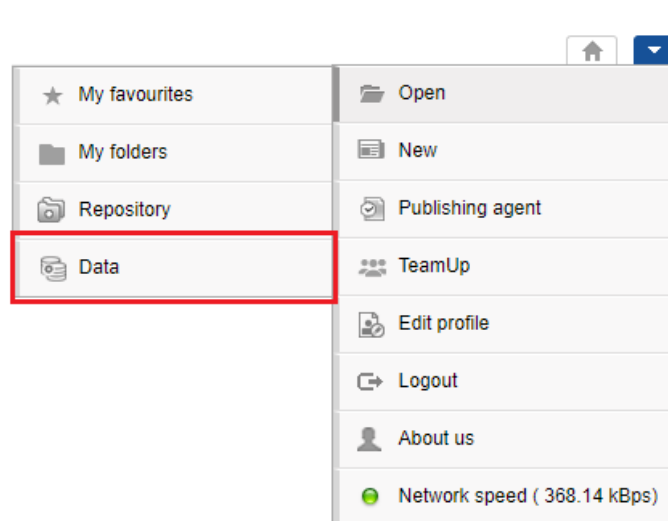 My favourites
My folders
Repository
Data
Open
New
Publishing agent
TeamUp
Edit profile
Logout
About us
Network speed ( 368.14 kBps)